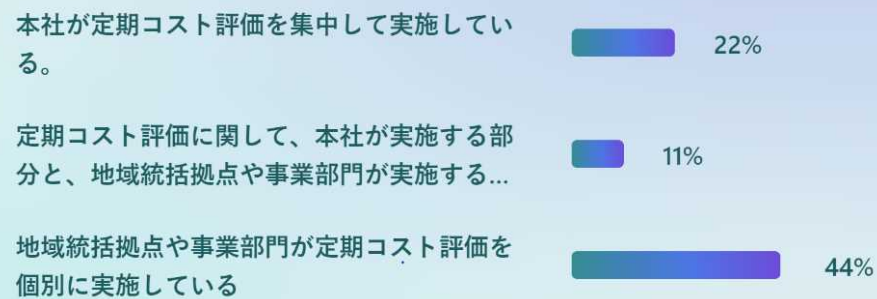 本社が定期コスト評価を集中して実施してい
る。
22%
定期コスト評価に関して、本社が実施する部
分と、地域統括拠点や事業部門が実施する...
11%
地域統括拠点や事業部門が定期コスト評価を
個別に実施している
44%